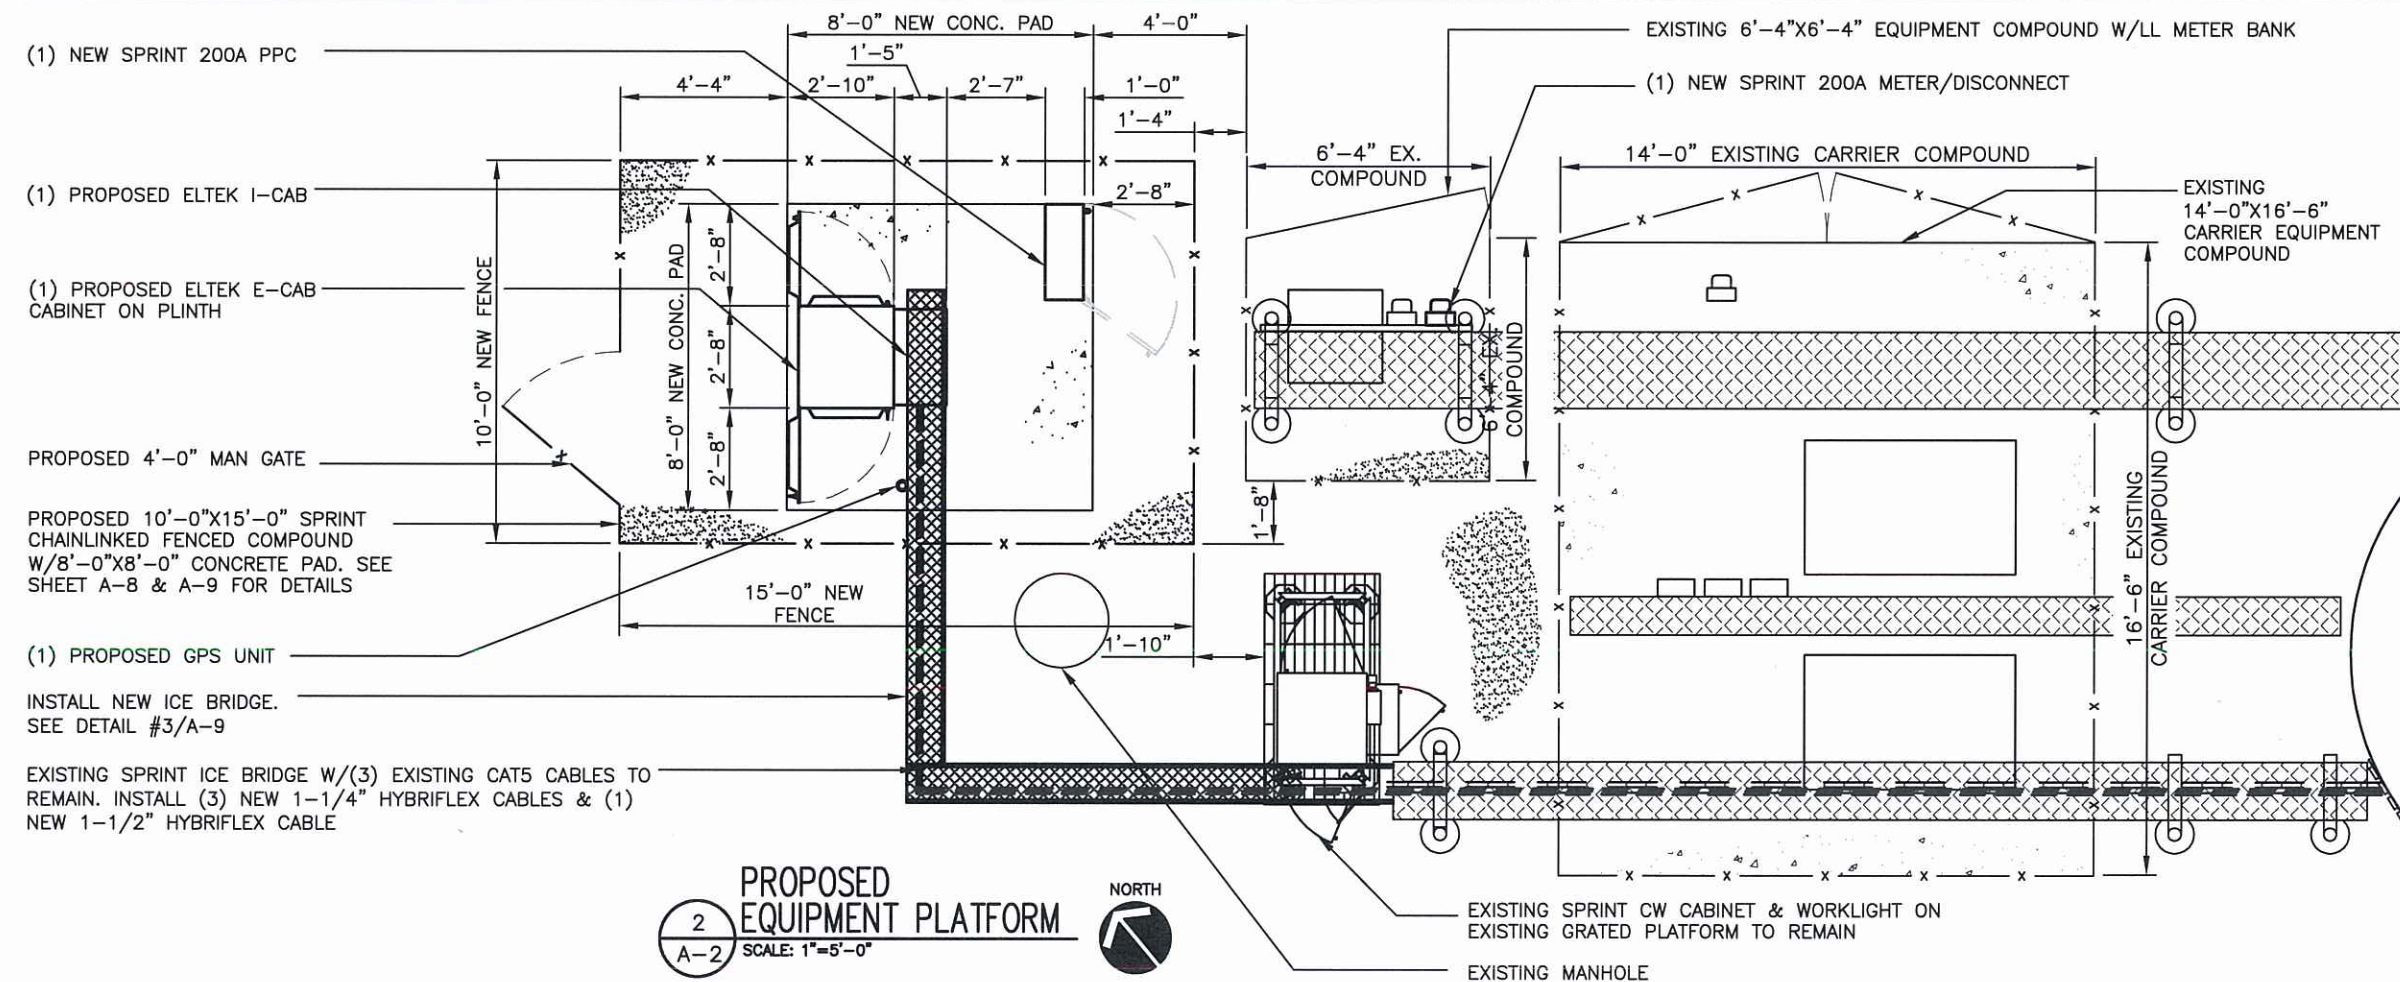 8'-0" NEW CONC. PAD
4'-0"
EXISTING 6'-4"X6'-4" EQUIPMENT COMPOUND W/LL METER BANK
(1) NEW SPRINT 200A PPC
1'-5"
4'-4"
2'-10"
2'-7"
1'-0"
(1) NEW SPRINT 200A METER/DISCONNECT
1'-4"
6'-4" EX.
COMPOUND
14'-0" EXISTING CARRIER COMPOUND
(1) PROPOSED ELTEK I-CAB
2'-8"
EXISTING
14'-0"X16'-6"
CARRIER EQUIPMENT
COMPOUND
(1) PROPOSED ELTEK E-CAB
CABINET ON PLINTH
10'-0" NEW FENCE
8'-0" NEW CONC. PAD
2'-8"
2'-8"
2'-8"
6'-4" EX.
COMPOUND
PROPOSED 4'-0" MAN GATE
1'-8"
16'-6" EXISTING
CARRIER COMPOUND
PROPOSED 10'-0"X15'-0" SPRINT
CHAINLINKED FENCED COMPOUND
W/8'-0"X8'-0" CONCRETE PAD. SEE
SHEET A-8 & A-9 FOR DETAILS
15'-0" NEW
FENCE
1'-10"
(1) PROPOSED GPS UNIT
INSTALL NEW ICE BRIDGE.
SEE DETAIL #3/A-9
EXISTING SPRINT ICE BRIDGE W/(3) EXISTING CAT5 CABLES TO
REMAIN. INSTALL (3) NEW 1-1/4" HYBRIFLEX CABLES & (1)
NEW 1-1/2" HYBRIFLEX CABLE
2
A-2
PROPOSED
EQUIPMENT PLATFORM
SCALE: 1"=5'-0"
NORTH
EXISTING SPRINT CW CABINET & WORKLIGHT ON
EXISTING GRATED PLATFORM TO REMAIN
EXISTING MANHOLE